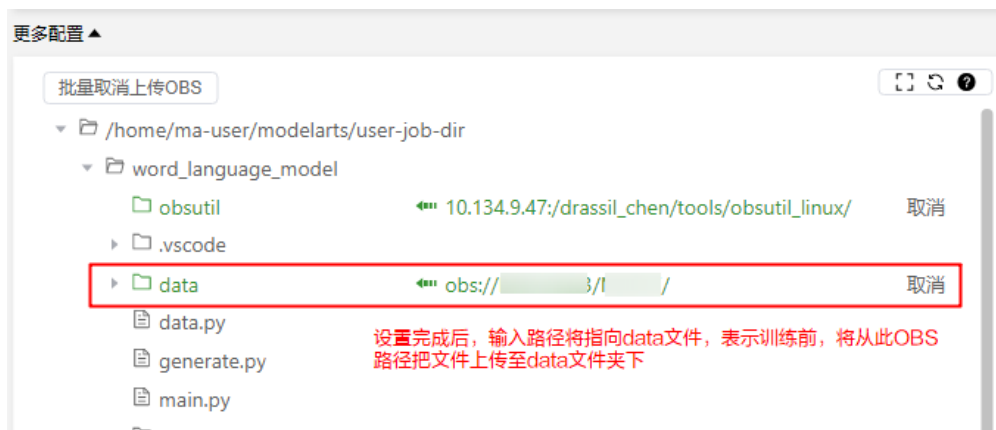 更多配置▲
批量取消上传OBS
/home/ma-user/modelarts/user-job-dir
word_language_model
obsutil 10.134.9.47:/drassil_chen/tools/obsutil_linux/ 取消
.vscode
data obs:// 3/ / 取消
data.py
设置完成后，输入路径将指向data文件，表示训练前，将从此OBS
generate.py
路径把文件上传至data文件夹下
main.py